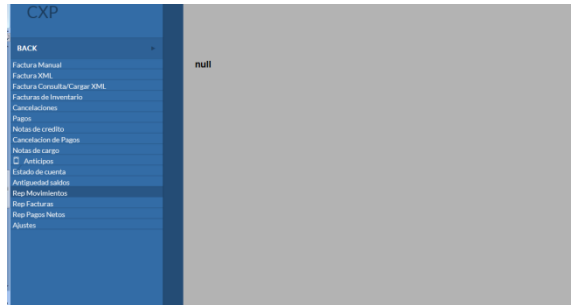 CXP
BACK
Factura Manual
Factura XML
Factura Consulta/Cargar XML
Facturas de Inventario
Cancelaciones
Pagos
Notas de credito
Cancelacion de Pagos
Notas de cargo
Anticipos
Estado de cuenta
Antiguedad saldos
Rep Movimientos
Rep Facturas
Rep Pagos Netos
Ajustes
null